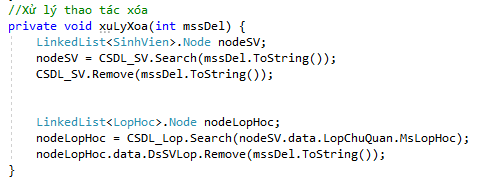 //Xử lý thao tác xóa
private void xuLyXoa(int mssDel) {
LinkedList<SinhVien>.Node nodeSV;
nodeSV = CSDL_SV.Search(mssDel.ToString());
CSDL_SV.Remove(mssDel.ToString());
LinkedList<LopHoc>.Node nodeLopHoc;
nodeLopHoc = CSDL_Lop.Search(nodeSV.data.LopChuQuan.MsLopHoc);
nodeLopHoc.data.DsSVLop.Remove(mssDel.ToString());
}